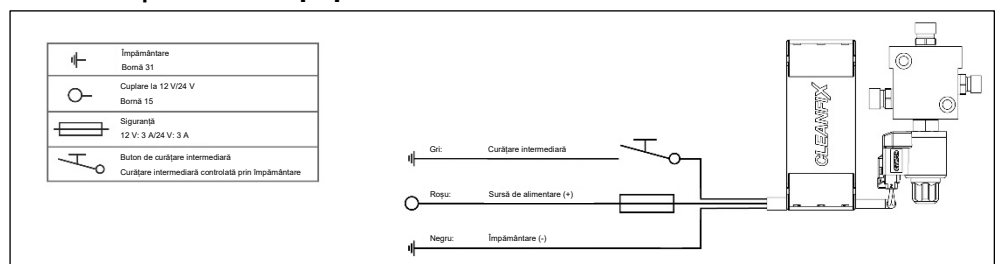 Împământare
Bornă 31
Cuplare la 12 V/24 V
Bornă 15
Siguranță
12 V: 3 A/24 V: 3 A
Buton de curățare intermediară
Curățare intermediară controlată prin împământare
Gri: Curățare intermediară
Roșu: Sursă de alimentare (+)
Negru: Împământare (-)
CLEANFIX